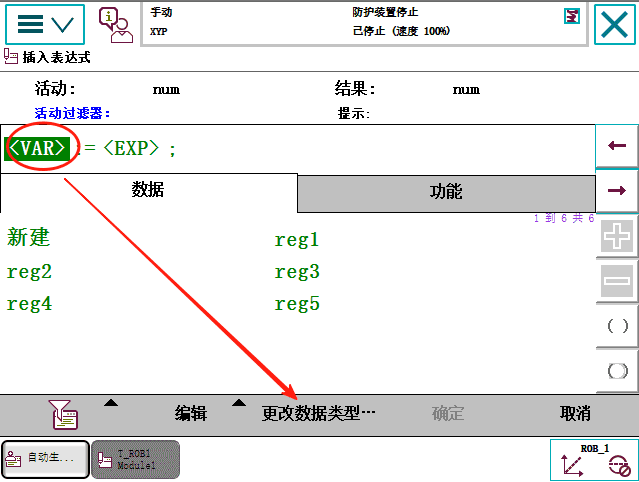 手动
XYP
防护装置停止
已停止 (速度 100%)
插入表达式
活动: num 结果: num
活动过滤器: 提示:
<VAR> := <EXP> ;
数据 功能
1 到 6 共 6
新建 reg1
reg2 reg3
reg4 reg5
( )
编辑 更改数据类型… 确定 取消
自动生... T_ROB1
Module1
ROB_1